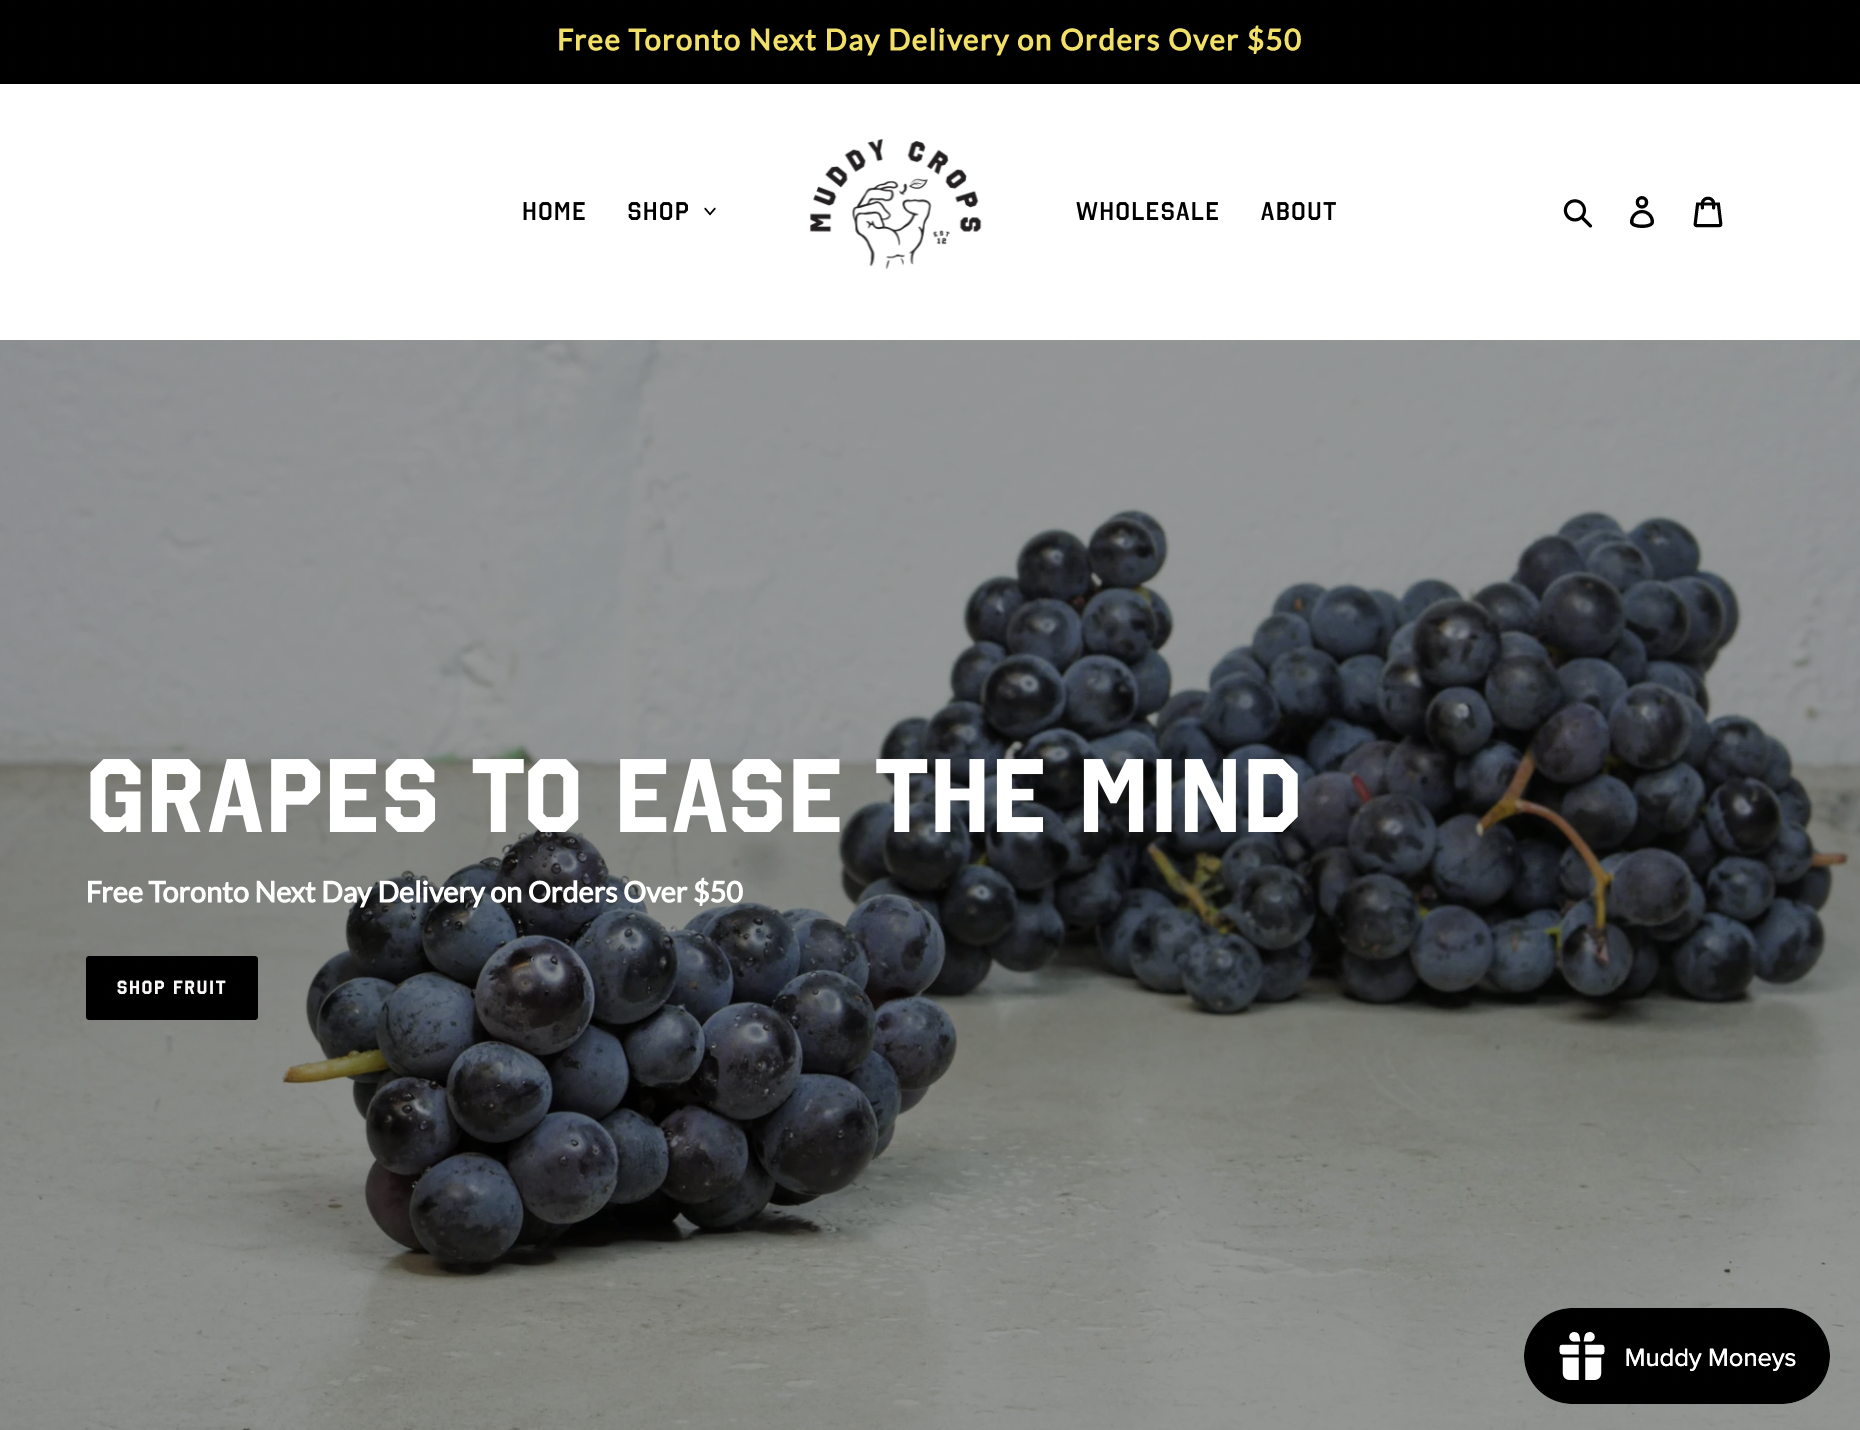 Free Toronto Next Day Delivery on Orders Over $50
HOME SHOP MUDDY CROPS EST 12 WHOLESALE ABOUT
GRAPES TO EASE THE MIND
Free Toronto Next Day Delivery on Orders Over $50
SHOP FRUIT
Muddy Moneys